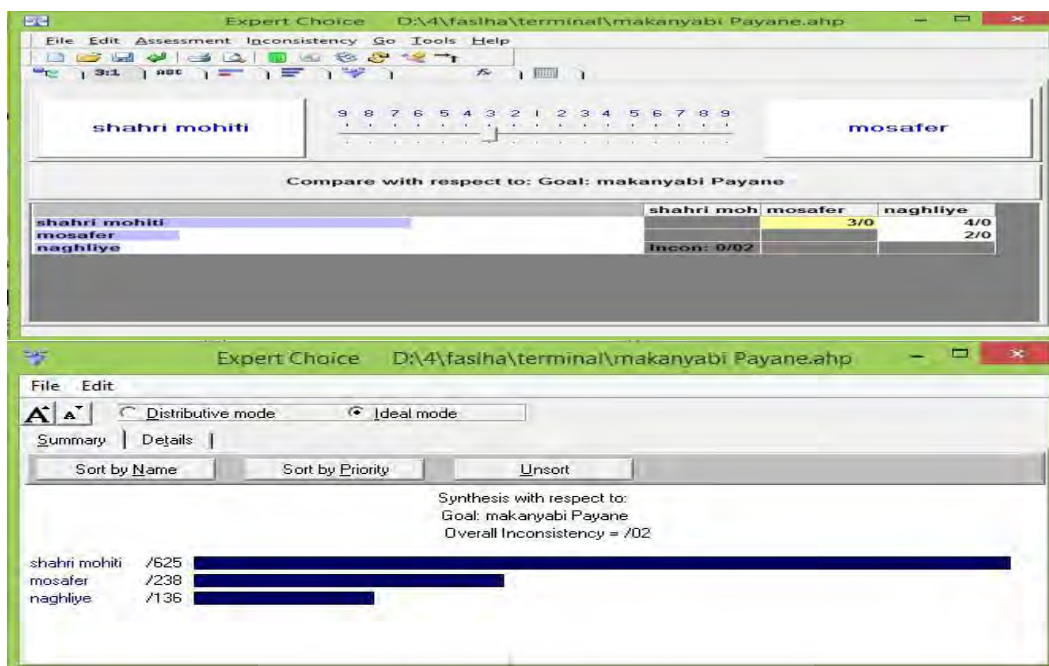 Expert Choice D:\4\faslha\terminal\makanyabi Payane.ahp
File Edit Assessment Inconsistency Go Tools Help
3:1 ABC
9 8 7 6 5 4 3 2 1 2 3 4 5 6 7 8 9
shahri mohiti mosafer
Compare with respect to: Goal: makanyabi Payane
shahri moh mosafer naghliye
shahri mohiti 3/0 4/0
mosafer 2/0
naghliye Incon: 0/02
Expert Choice D:\4\faslha\terminal\makanyabi Payane.ahp
File Edit
A A Distributive mode Ideal mode
Summary Details
Sort by Name Sort by Priority Unsort
Synthesis with respect to:
Goal: makanyabi Payane
Overall Inconsistency = /02
shahri mohiti /625
mosafer /238
naghliye /136